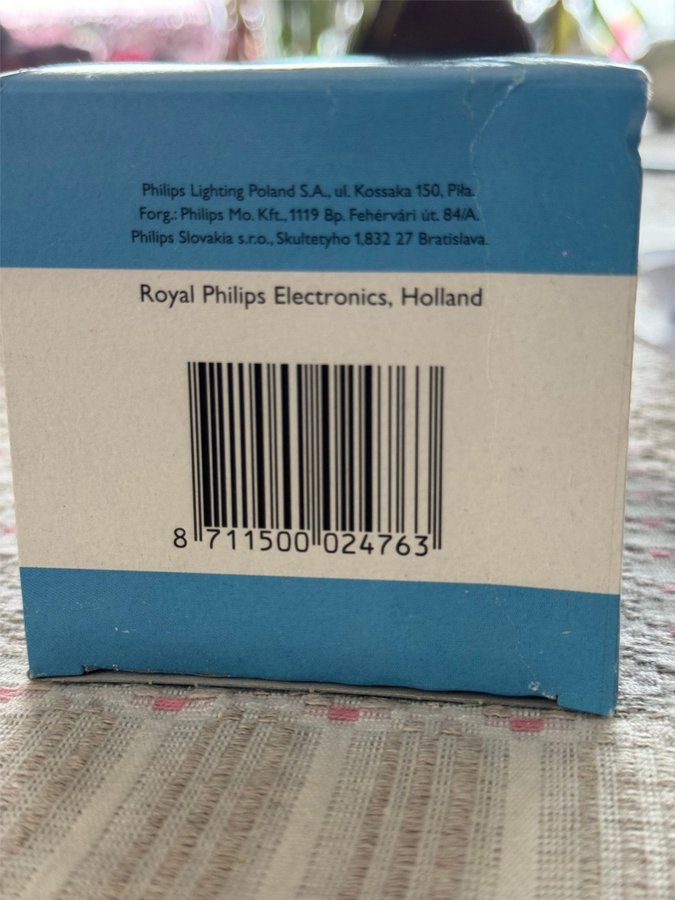 Philips Lighting Poland S.A., ul. Kossaka 150, Piła.
Forg.: Philips Mo. Kft., 1119 Bp. Fehérvári út. 84/A.
Philips Slovakia s.r.o., Skultetyho 1,832 27 Bratislava.
Royal Philips Electronics, Holland
8 711500 024763